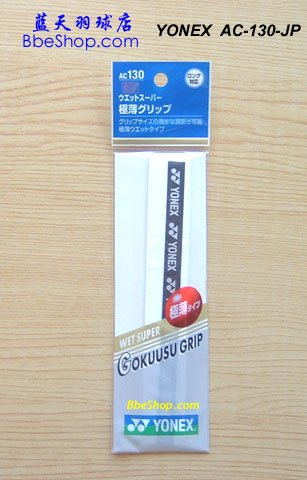 蓝天羽球店
BbeShop.com
YONEX AC-130-JP
AC130
ロング
対応
ウエットスーパー
極薄グリップ
グリップサイズの微妙な調節が可能
極薄ウエットタイプ
YONEX
YONEX
YONEX
極薄タイプ
WET SUPER
GOKUUSU GRIP
BbeShop.com
YONEX